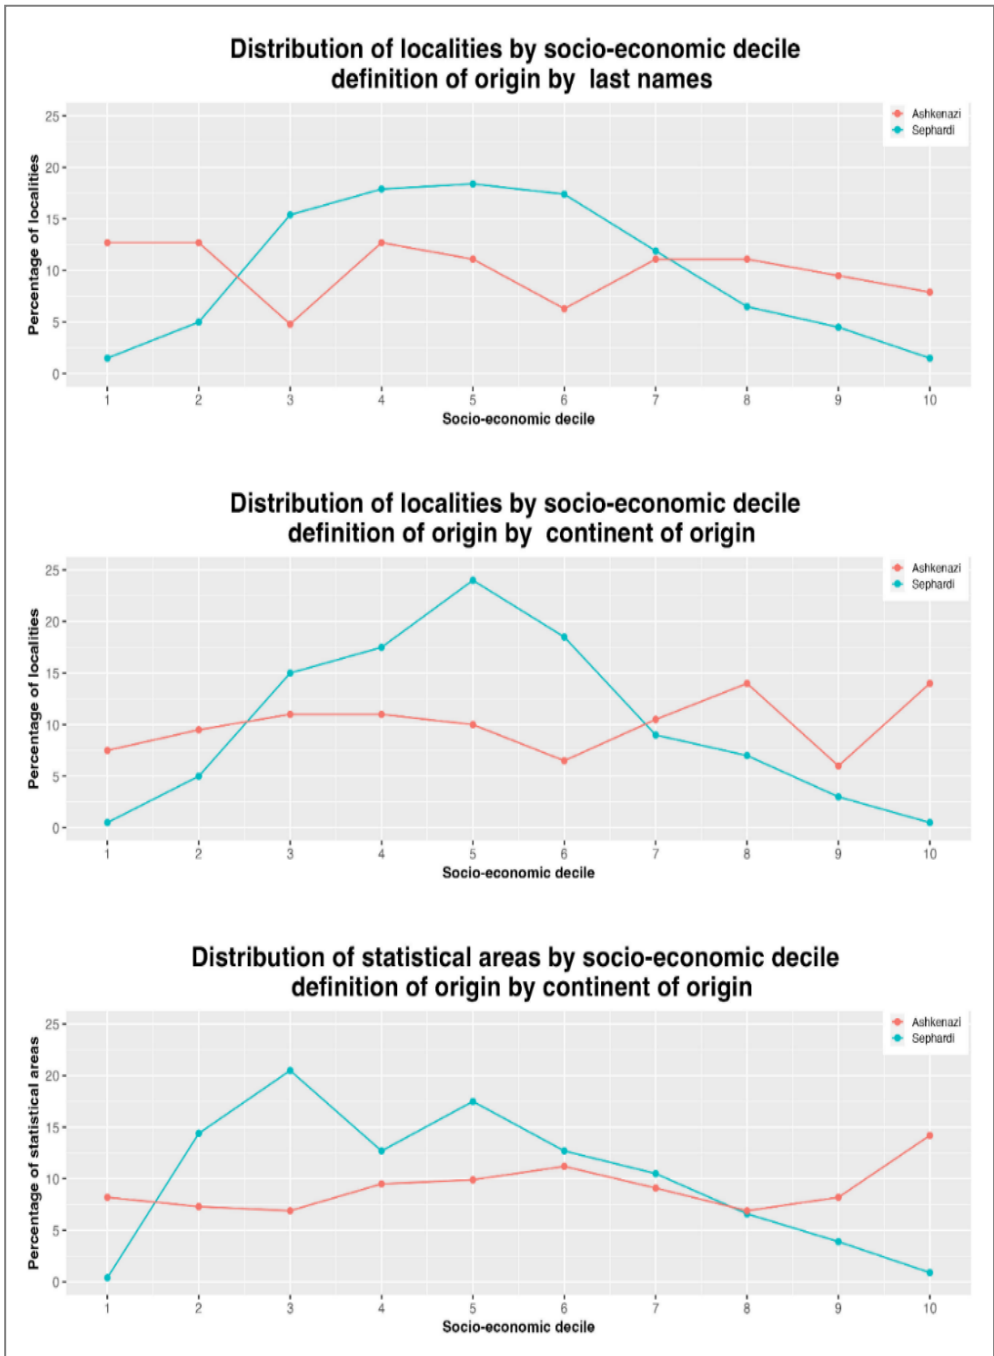 Distribution of localities by socio-economic decile
definition of origin by last names
Percentage of localities
25
20
15
10
5
0
Ashkenazi
Sephardi
1 2 3 4 5 6 7 8 9 10
Socio-economic decile
Distribution of localities by socio-economic decile
definition of origin by continent of origin
Percentage of localities
25
20
15
10
5
0
Ashkenazi
Sephardi
1 2 3 4 5 6 7 8 9 10
Socio-economic decile
Distribution of statistical areas by socio-economic decile
definition of origin by continent of origin
Percentage of statistical areas
25
20
15
10
5
0
Ashkenazi
Sephardi
1 2 3 4 5 6 7 8 9 10
Socio-economic decile